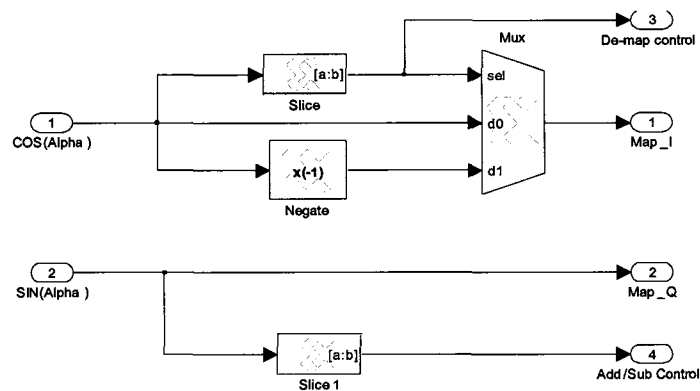 3
De-map control
Mux
[a:b]
Slice
sel
1
COS(Alpha )
d0
1
Map _I
x(-1)
d1
Negate
2
SIN(Alpha )
2
Map _Q
[a:b]
Slice 1
4
Add /Sub Control